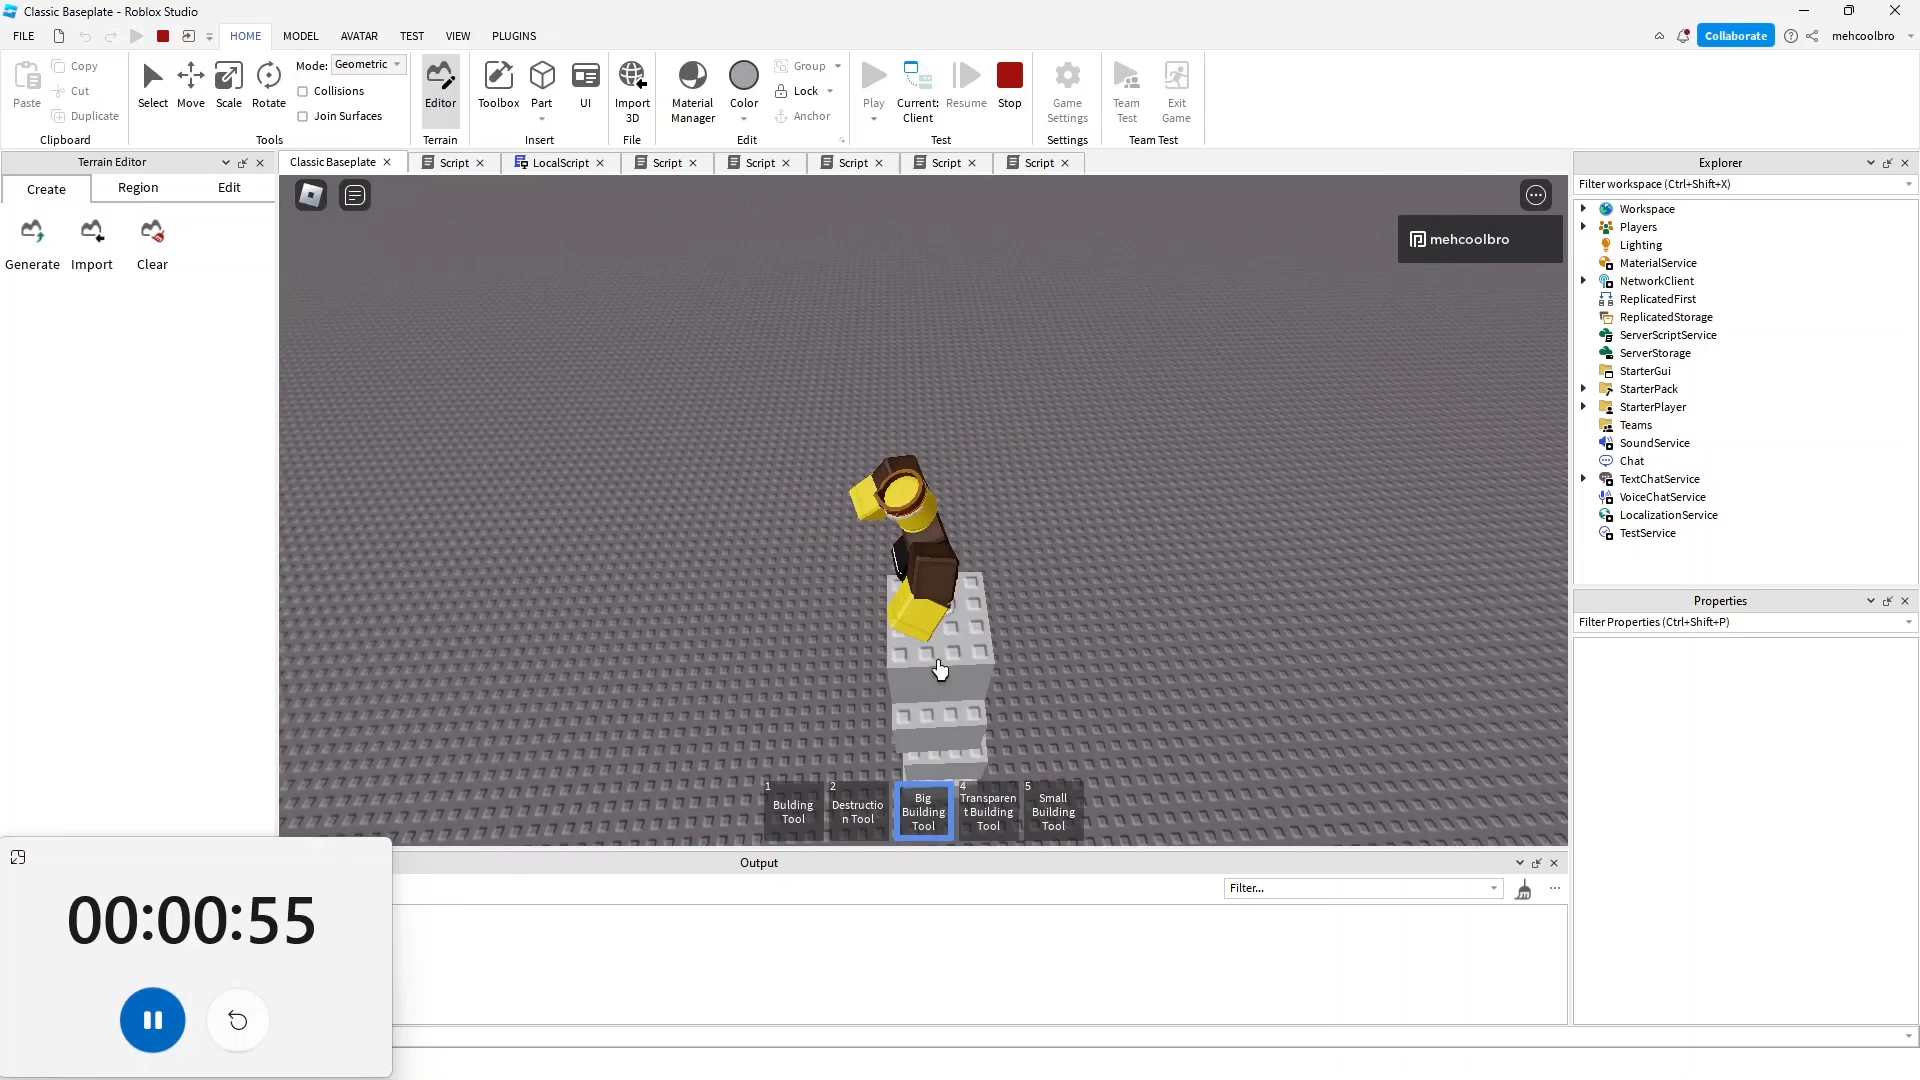 Classic Baseplate - Roblox Studio
FILE HOME MODEL AVATAR TEST VIEW PLUGINS Collaborate mehcoolbro
Paste
Copy
Cut
Duplicate
Clipboard
Select Move Scale Rotate
Mode: Geometric
Collisions
Join Surfaces
Tools
Editor
Terrain
Toolbox Part UI
Insert
Import
3D
File
Material
Manager
Color
Group
Lock
Anchor
Edit
Play
Current:
Client
Resume Stop
Test
Game
Settings
Settings
Team
Test
Exit
Game
Team Test
Terrain Editor
Create Region Edit
Generate Import Clear
Classic Baseplate Script LocalScript Script Script Script Script Script
mehcoolbro
1
Bulding
Tool
2
Destructio
n Tool
Big
Building
Tool
4
Transparen
t Building
Tool
5
Small
Building
Tool
Explorer
Filter workspace (Ctrl+Shift+X)
Workspace
Players
Lighting
MaterialService
NetworkClient
ReplicatedFirst
ReplicatedStorage
ServerScriptService
ServerStorage
StarterGui
StarterPack
StarterPlayer
Teams
SoundService
Chat
TextChatService
VoiceChatService
LocalizationService
TestService
Properties
Filter Properties (Ctrl+Shift+P)
Output
Filter...
00:00:55